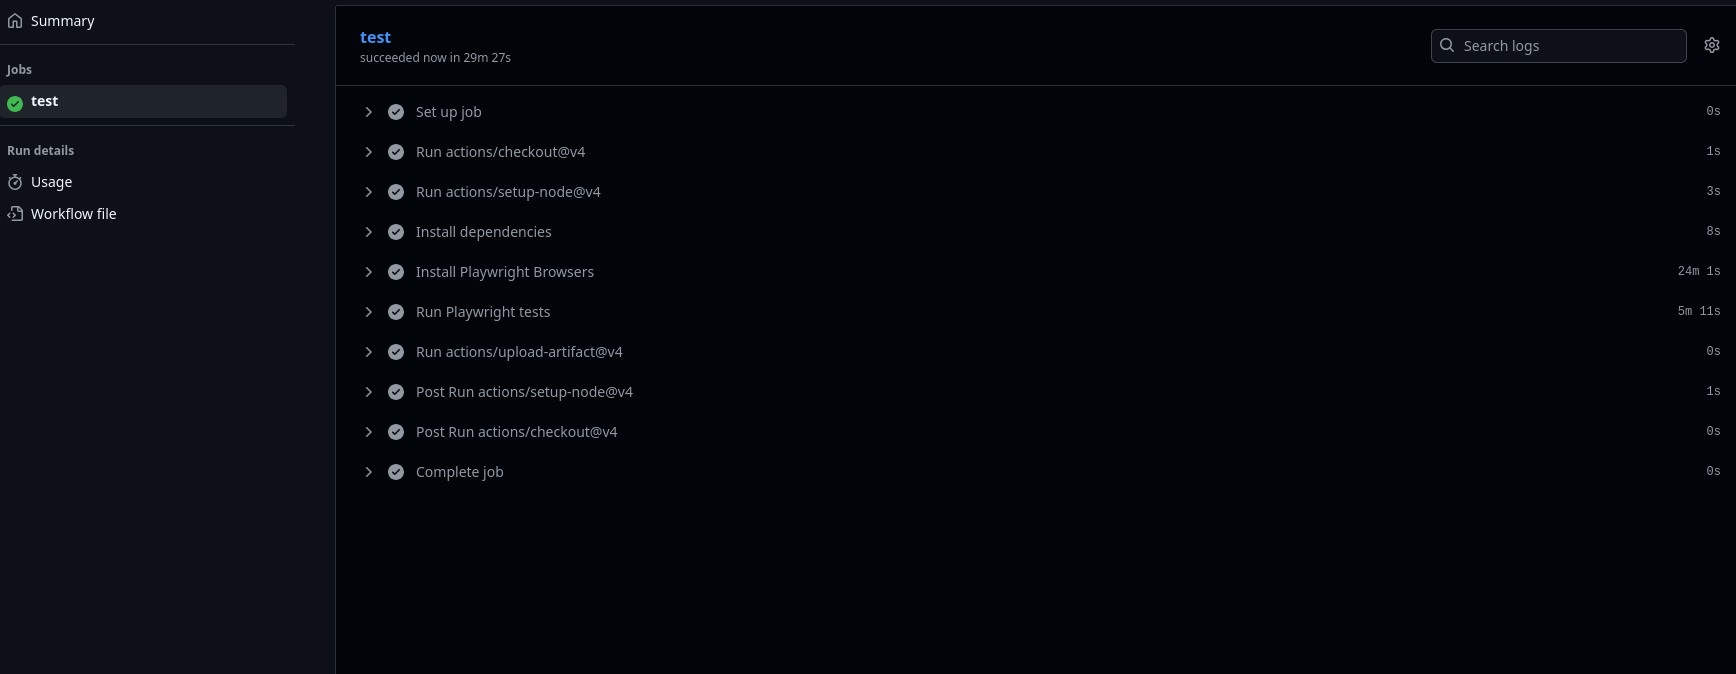 Summary
Jobs
test
Run details
Usage
Workflow file
test
succeeded now in 29m 27s
Search logs
Set up job 0s
Run actions/checkout@v4 1s
Run actions/setup-node@v4 3s
Install dependencies 8s
Install Playwright Browsers 24m 1s
Run Playwright tests 5m 11s
Run actions/upload-artifact@v4 0s
Post Run actions/setup-node@v4 1s
Post Run actions/checkout@v4 0s
Complete job 0s